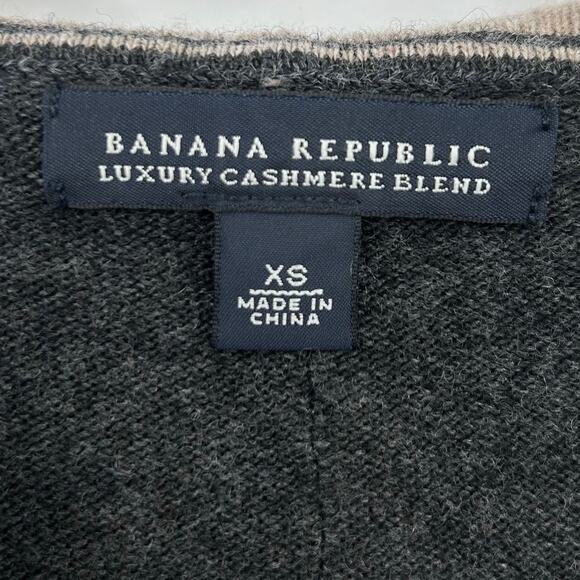 BANANA REPUBLIC
LUXURY CASHMERE BLEND
XS
MADE IN
CHINA